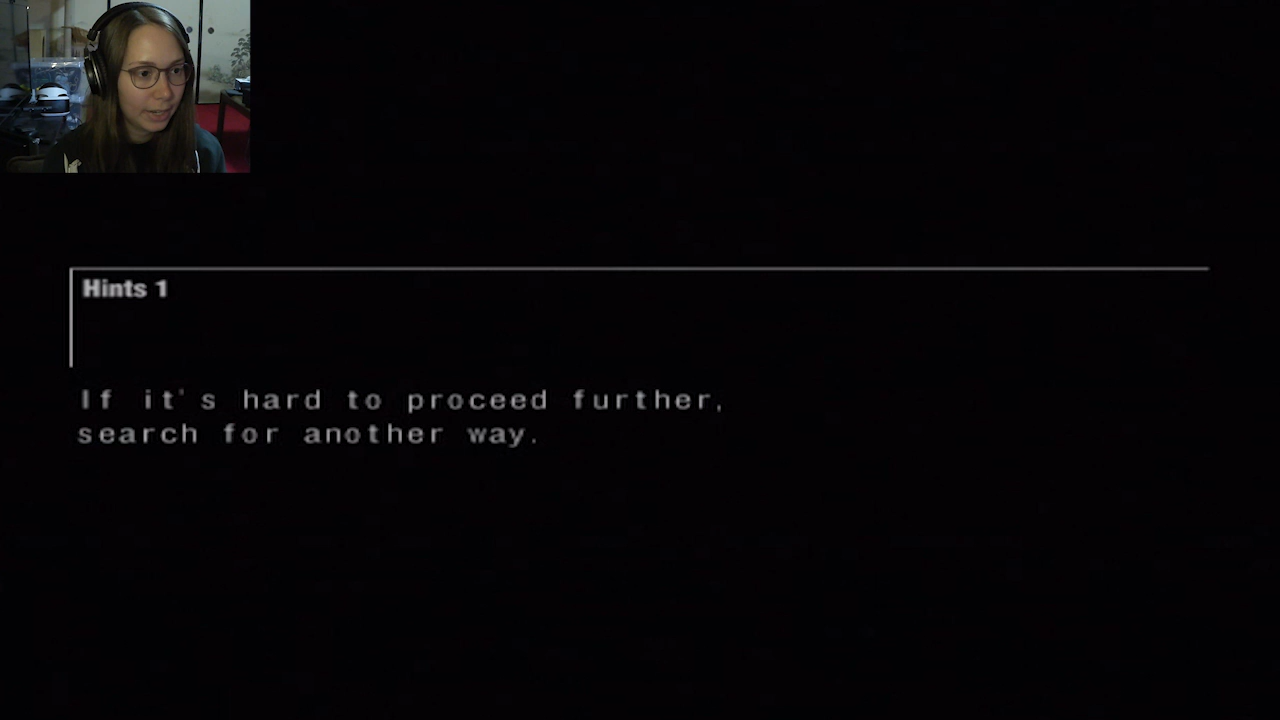 Hints 1
If it's hard to proceed further,
search for another way.